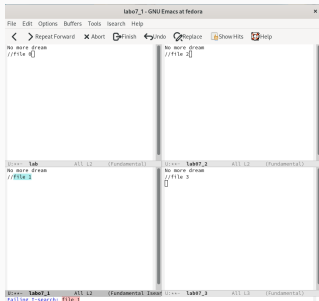 labo7_1 - GNU Emacs at fedora
File Edit Options Buffers Tools Isearch Help
Repeat Forward Abort Finish Undo Replace Show Hits Help
No more dream
//file 0
No more dream
//file 2
U:**- lab All L2 (Fundamental)
U:**- lab07_2 All L2 (Fundamental)
No more dream
//file 1
No more dream
//file 3
U:**- labo7_1 All L2 (Fundamental Isear
U:**- lab07_3 All L3 (Fundamental)
Failing I-search: file 1